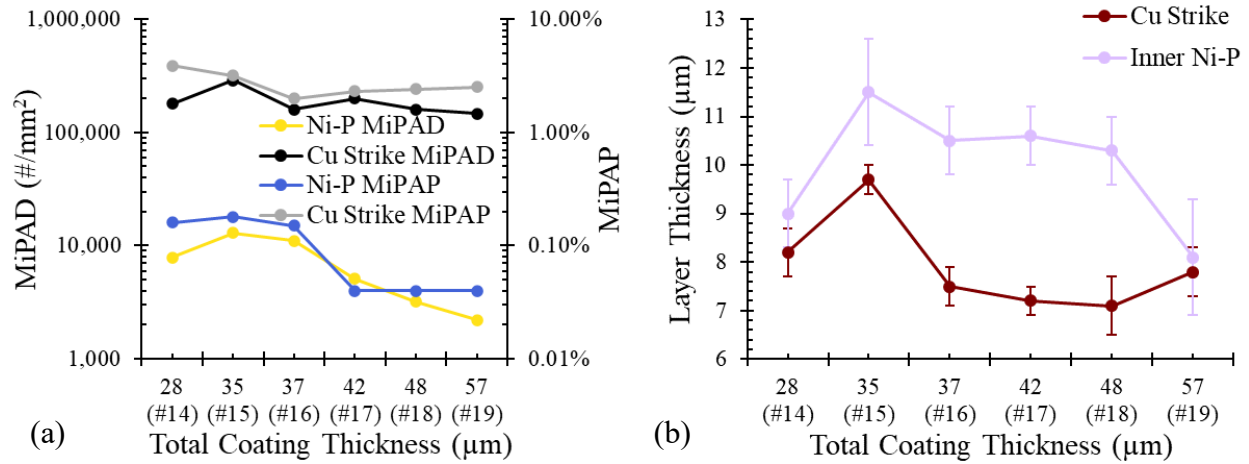 1,000,000
100,000
10,000
1,000
MiPAD (#/mm²)
10.00%
1.00%
0.10%
0.01%
MiPAP
Ni-P MiPAD
Cu Strike MiPAD
Ni-P MiPAP
Cu Strike MiPAP
28 35 37 42 48 57
(#14) (#15) (#16) (#17) (#18) (#19)
(a) Total Coating Thickness (µm)
Cu Strike
Inner Ni-P
13
12
11
10
9
8
7
6
Layer Thickness (µm)
28 35 37 42 48 57
(#14) (#15) (#16) (#17) (#18) (#19)
(b) Total Coating Thickness (µm)